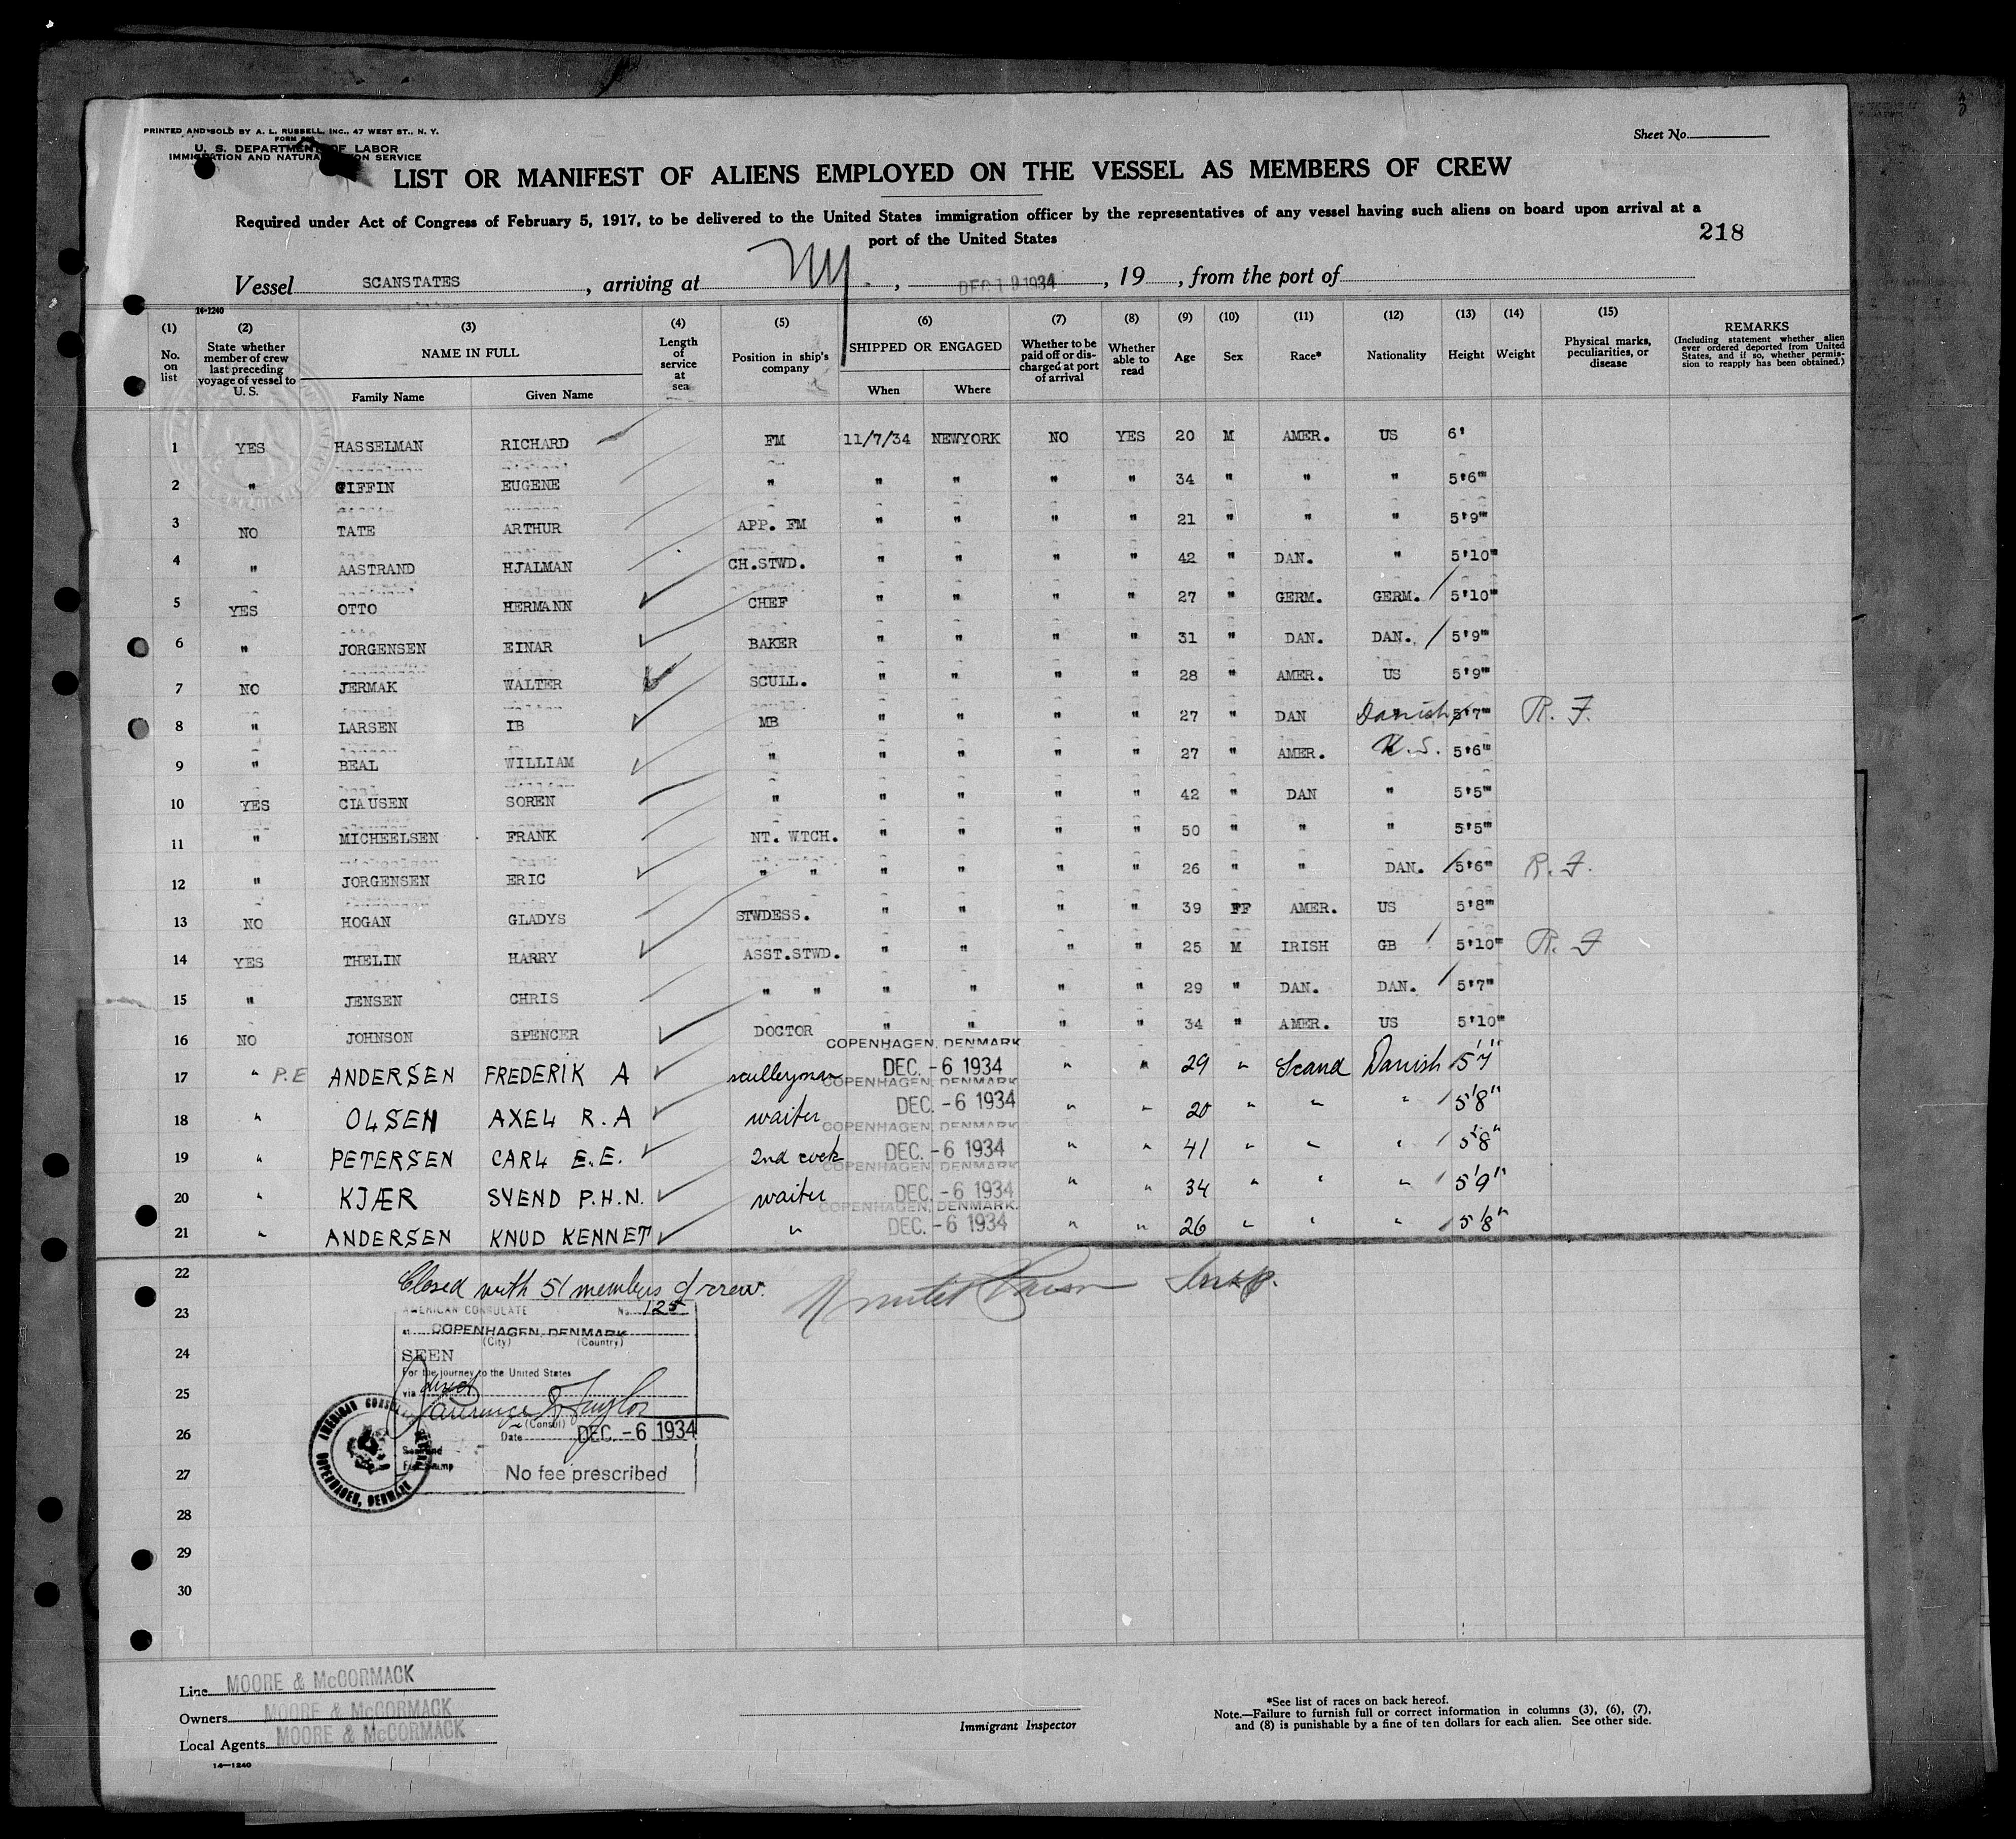 PRINTED AND SOLD BY A. L. RUSSELL, INC., 47 WEST ST., N. Y.
FORM
U. S. DEPARTMENT OF LABOR
IMMIGRATION AND NATURALIZATION SERVICE
Sheet No.
LIST OR MANIFEST OF ALIENS EMPLOYED ON THE VESSEL AS MEMBERS OF CREW
Required under Act of Congress of February 5, 1917, to be delivered to the United States immigration officer by the representatives of any vessel having such aliens on board upon arrival at a
port of the United States
218
Vessel SCANSTATES, arriving at NY., DEC 19 1934, 19 , from the port of
14-1240
(1) No. on list
(2) State whether member of crew last preceding voyage of vessel to U. S.
(3) NAME IN FULL Family Name Given Name
(4) Length of service at sea
(5) Position in ship's company
(6) SHIPPED OR ENGAGED When Where
(7) Whether to be paid off or discharged at port of arrival
(8) Whether able to read
(9) Age
(10) Sex
(11) Race*
(12) Nationality
(13) Height
(14) Weight
(15) Physical marks, peculiarities, or disease
REMARKS (Including statement whether alien ever ordered deported from United States, and if so, whether permission to reapply has been obtained.)
1 YES HASSELMAN RICHARD FM 11/7/34 NEWYORK NO YES 20 M AMER. US 6'
2 " GIFFIN EUGENE " " " " " 34 " " " 5'6"
3 NO TATE ARTHUR APP. FM " " " " 21 " " " 5'9"
4 " AASTRAND HJALMAN CH.STWD. " " " " 42 " DAN. " 5'10"
5 YES OTTO HERMANN CHEF " " " " 27 " GERM. GERM. 5'10"
6 " JORGENSEN EINAR BAKER " " " " 31 " DAN. DAN. 5'9"
7 NO JERMAK WALTER SCULL. " " " " 28 " AMER. US 5'9"
8 " LARSEN IB MB " " " " 27 " DAN Danish 5'7" R. F.
9 " BEAL WILLIAM " " " " " 27 " AMER. U.S. 5'6"
10 YES CLAUSEN SOREN " " " " " 42 " DAN " 5'5"
11 " MICHEELSEN FRANK NT. WTCH. " " " " 50 " " " 5'5"
12 " JORGENSEN ERIC " " " " " " 26 " " DAN. 5'6" R. F.
13 NO HOGAN GLADYS STWDESS. " " " " 39 FF AMER. US 5'8"
14 YES THELIN HARRY ASST.STWD. " " " " 25 M IRISH GB 5'10" R. F
15 " JENSEN CHRIS " " " " " " 29 " DAN. DAN. 5'7"
16 NO JOHNSON SPENCER DOCTOR " " " " 34 " AMER. US 5'10"
COPENHAGEN, DENMARK
17 " P.E ANDERSEN FREDERIK A sculleryman DEC. -6 1934 " " 29 " Scand Danish 5'7"
COPENHAGEN, DENMARK
18 " OLSEN AXEL R.A waiter DEC. -6 1934 " " 20 " " " 5'8"
COPENHAGEN, DENMARK
19 " PETERSEN CARL E.E. 2nd cook DEC. -6 1934 " " 41 " " " 5'8"
COPENHAGEN, DENMARK
20 " KJÆR SVEND P.H.N. waiter DEC. -6 1934 " " 34 " " " 5'9"
COPENHAGEN, DENMARK.
21 " ANDERSEN KNUD KENNET " DEC. -6 1934 " " 26 " " " 5'8"
22
Closed with 51 members of crew. Insp.
23
AMERICAN CONSULATE No. 125
at COPENHAGEN, DENMARK
(City) (Country)
24
SEEN
For the journey to the United States
25
via direct
Taylor
(Consul)
26
Date DEC. -6 1934
Seal and
Fee Stamp
27
No fee prescribed
AMERICAN CONSULATE COPENHAGEN, DENMARK
28
29
30
Line MOORE & McCORMACK
Owners MOORE & McCORMACK
Local Agents MOORE & McCORMACK
14-1240
Immigrant Inspector
*See list of races on back hereof.
Note.—Failure to furnish full or correct information in columns (3), (6), (7),
and (8) is punishable by a fine of ten dollars for each alien. See other side.